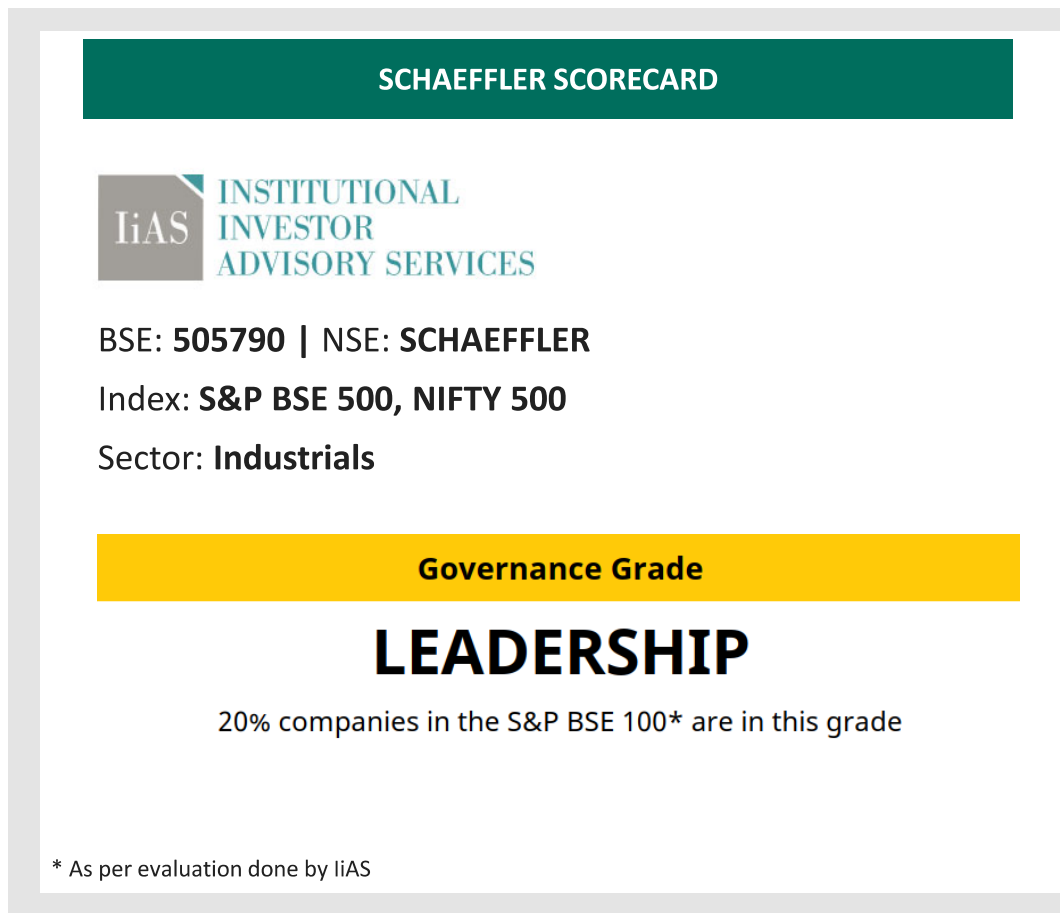 SCHAEFFLER SCORECARD
IiAS
INSTITUTIONAL
INVESTOR
ADVISORY SERVICES
BSE: 505790 | NSE: SCHAEFFLER
Index: S&P BSE 500, NIFTY 500
Sector: Industrials
Governance Grade
LEADERSHIP
20% companies in the S&P BSE 100* are in this grade
* As per evaluation done by IiAS